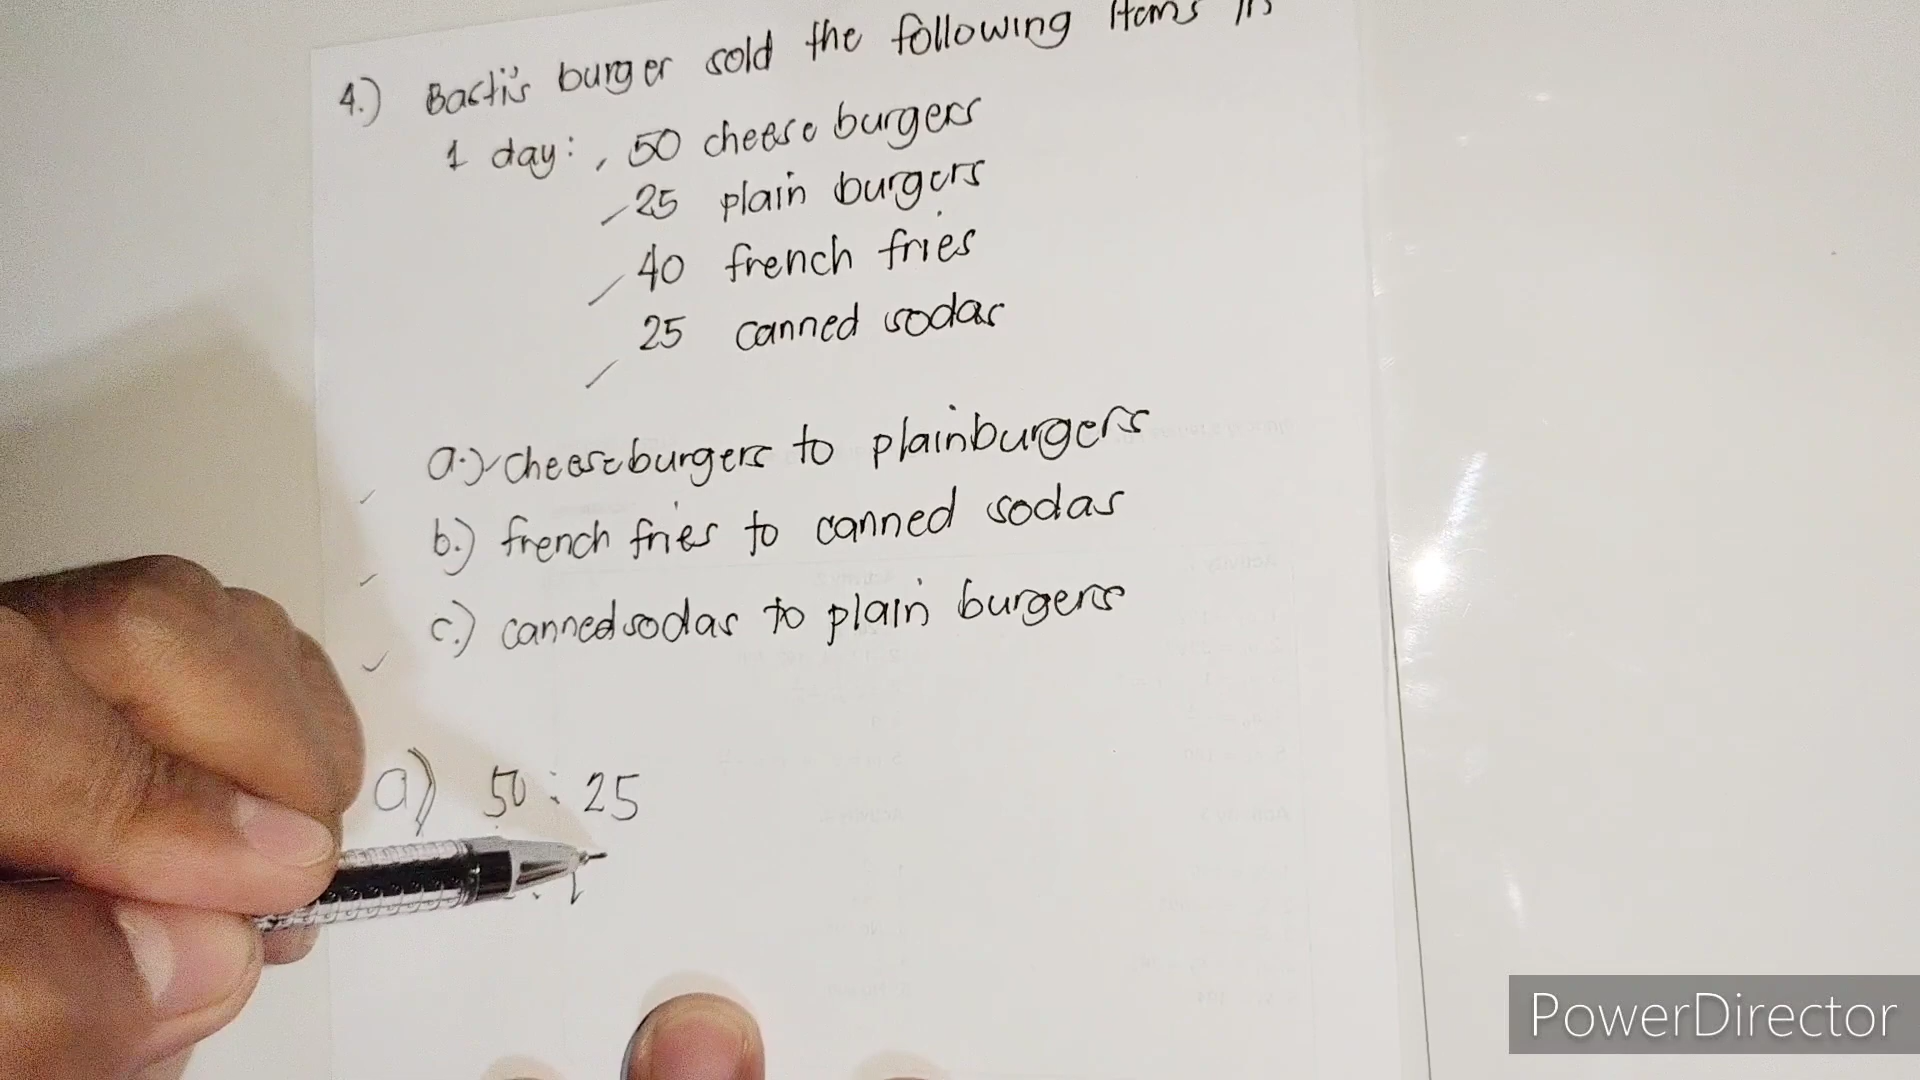 4.) Bacti's burger sold the following Items in
1 day: 50 cheese burgers
25 plain burgers
40 french fries
25 canned sodas
a.) cheeseburgers to plainburgers
b.) french fries to canned sodas
c.) canned sodas to plain burgers
a) 50 : 25
: 1
PowerDirector